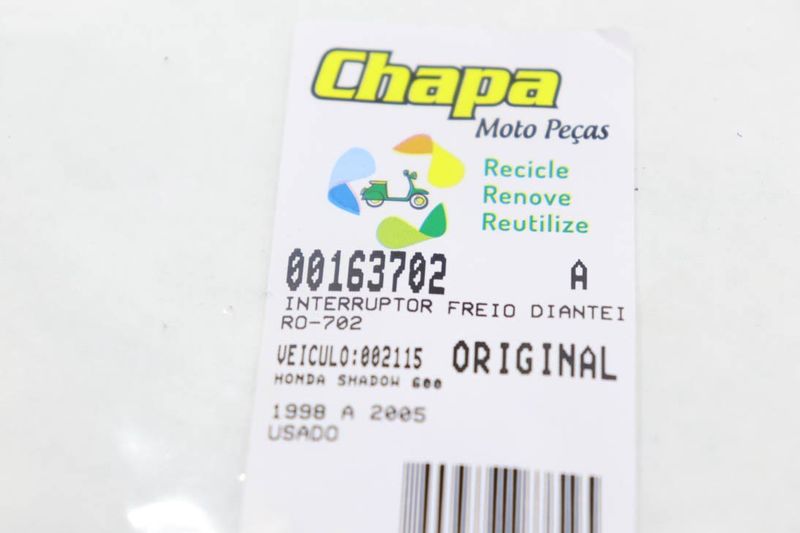 Chapa
Moto Peças
Recicle
Renove
Reutilize
00163702 A
INTERRUPTOR FREIO DIANTEI
RO-702
VEICULO:002115 ORIGINAL
HONDA SHADOW 600
1998 A 2005
USADO